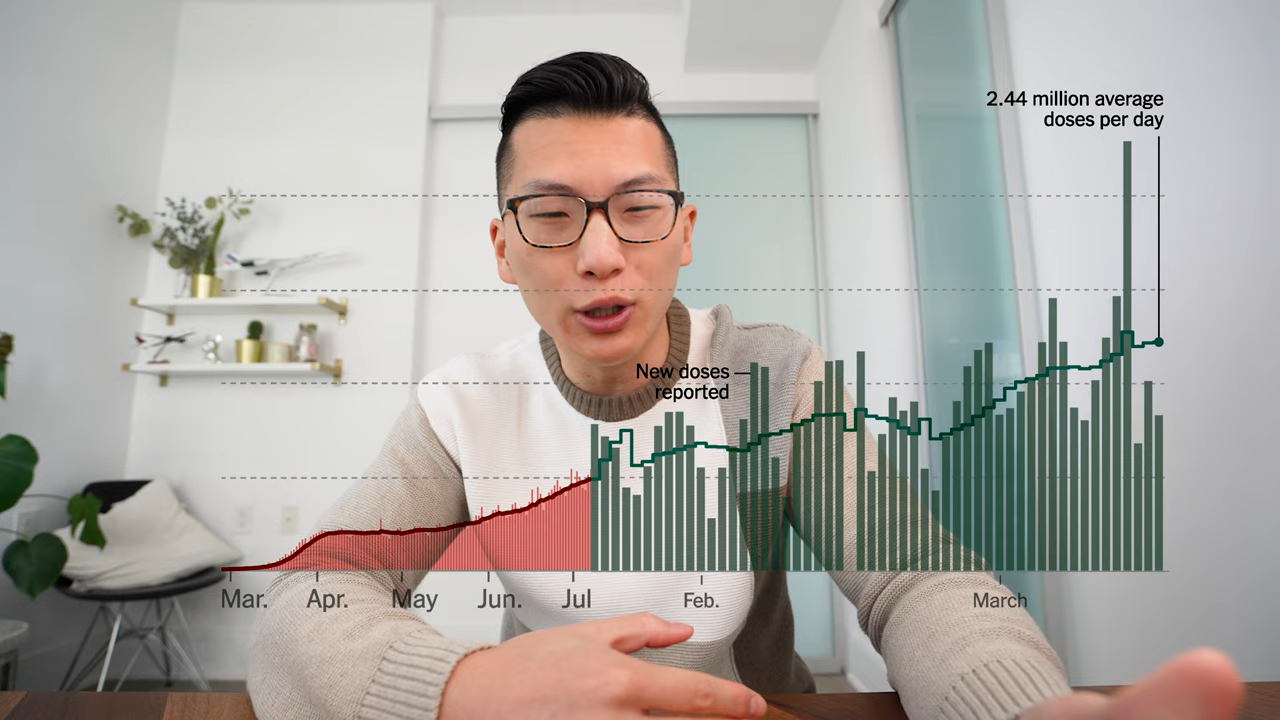 2.44 million average
doses per day
New doses
reported
Mar. Apr. May Jun. Jul Feb. March